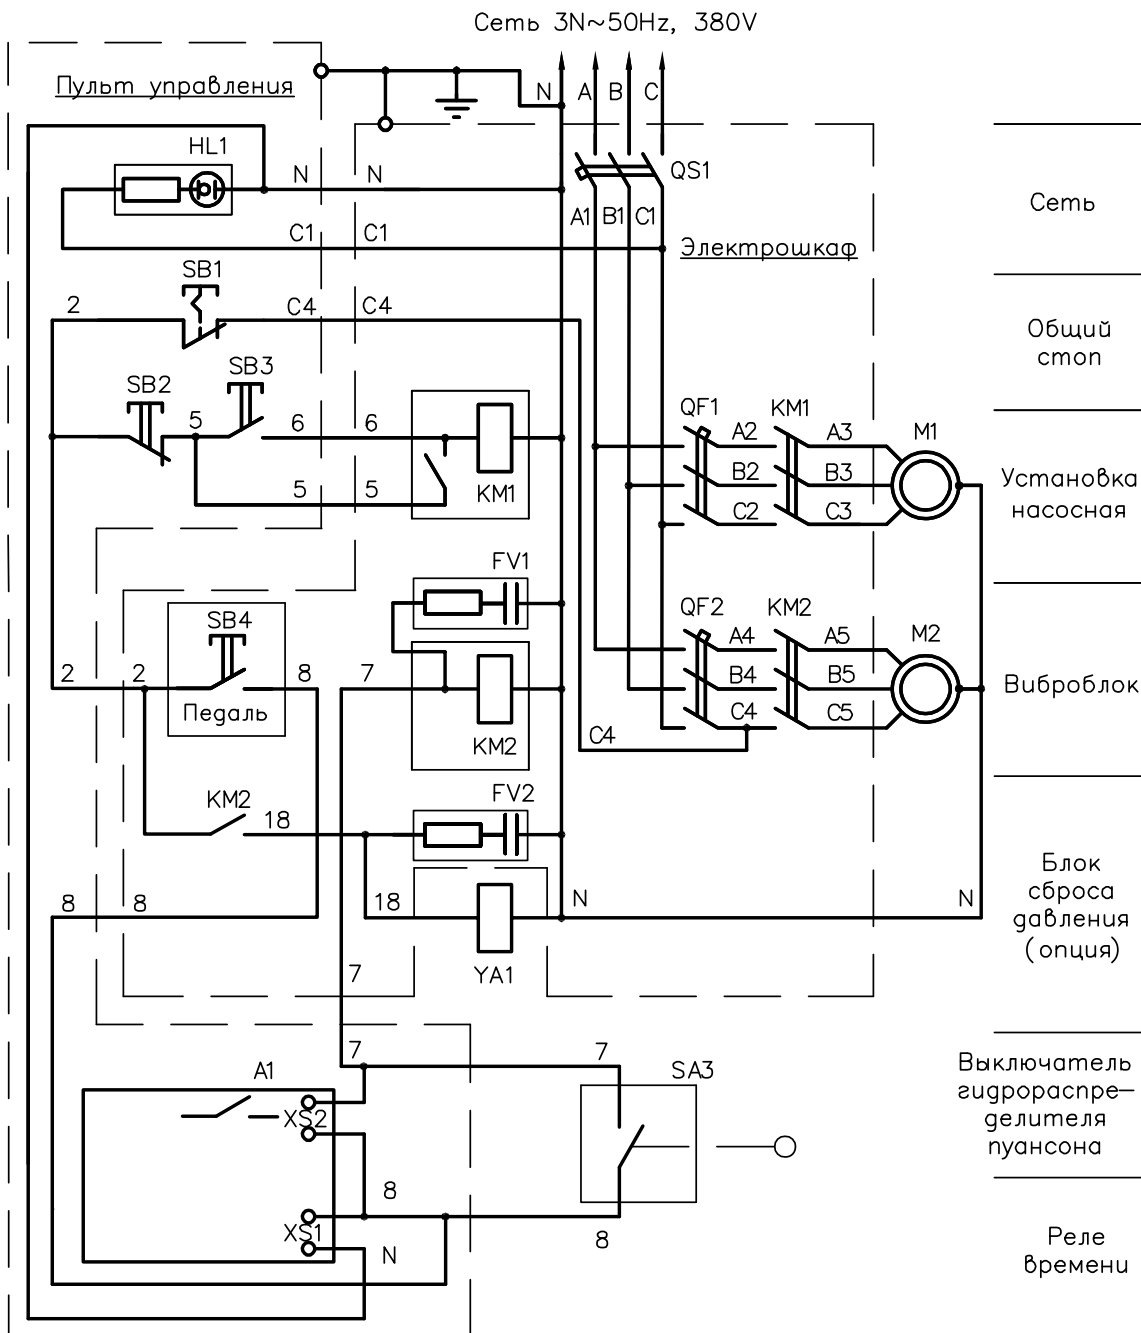 Сеть 3N~50Hz, 380V
Пульт управления
N A B C
HL1
QS1
N N
A1 B1 C1
Сеть
C1 C1
Электрошкаф
SB1
2 C4 C4
Общий
стоп
SB2 SB3
5 6 6
KM1
5 5
QF1 KM1
A2 A3 M1
B2 B3
C2 C3
Установка
насосная
FV1
SB4
2 2 8 7
Педаль
KM2
QF2 KM2
A4 A5 M2
B4 B5
C4 C5
C4
Виброблок
KM2
18
FV2
8 8
18
N N
YA1
Блок
сброса
давления
(опция)
7
7 7
A1
SA3
XS2
Выключатель
гидрораспре-
делителя
пуансона
8
XS1
N
8
Реле
времени